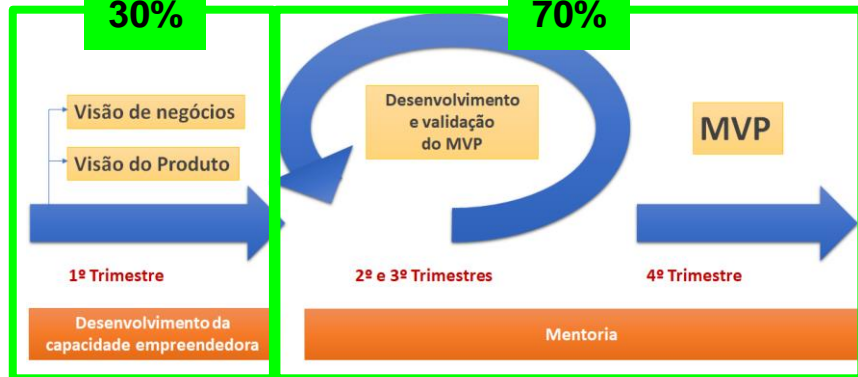 30%
70%
Visão de negócios
Visão do Produto
Desenvolvimento
e validação
do MVP
MVP
1º Trimestre
2º e 3º Trimestres
4º Trimestre
Desenvolvimento da
capacidade empreendedora
Mentoria